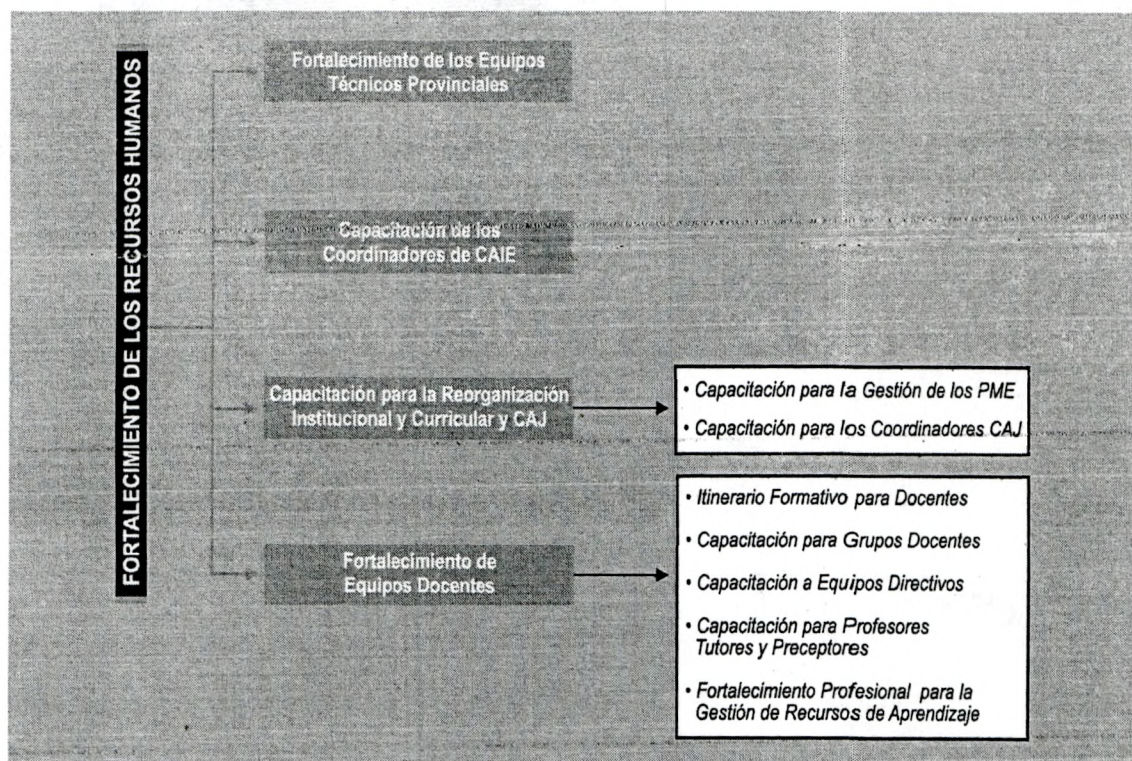 FORTALECIMIENTO DE LOS RECURSOS HUMANOS
Fortalecimiento de los Equipos
Técnicos Provinciales
Capacitación de los
Coordinadores de CAIE
Capacitación para la Reorganización
Institucional y Curricular y CAJ
• Capacitación para la Gestión de los PME
• Capacitación para los Coordinadores CAJ
Fortalecimiento de
Equipos Docentes
• Itinerario Formativo para Docentes
• Capacitación para Grupos Docentes
• Capacitación a Equipos Directivos
• Capacitación para Profesores
Tutores y Preceptores
• Fortalecimiento Profesional para la
Gestión de Recursos de Aprendizaje